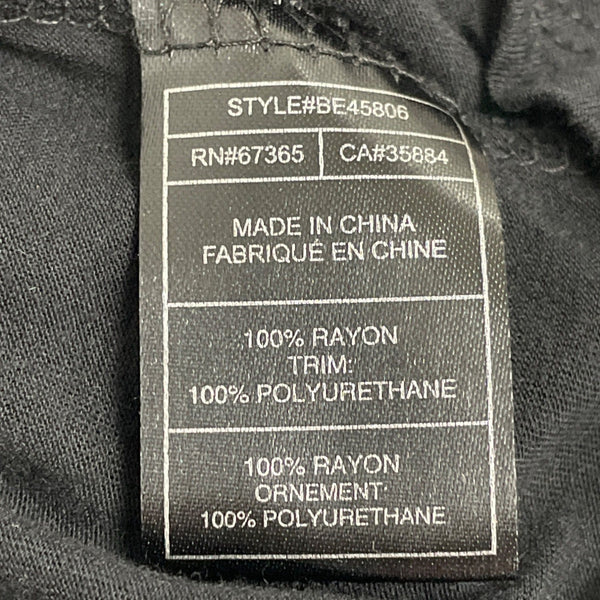 STYLE#BE45806
RN#67365 CA#35884
MADE IN CHINA
FABRIQUÉ EN CHINE
100% RAYON
TRIM:
100% POLYURETHANE
100% RAYON
ORNEMENT:
100% POLYURETHANE